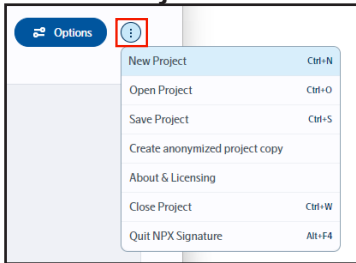 Options
New Project Ctrl+N
Open Project Ctrl+O
Save Project Ctrl+S
Create anonymized project copy
About & Licensing
Close Project Ctrl+W
Quit NPX Signature Alt+F4